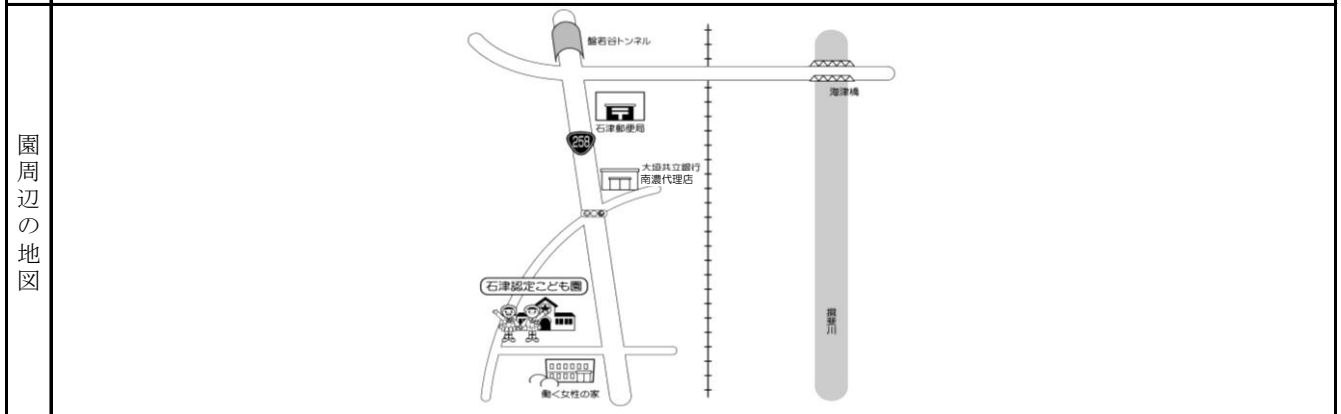 園周辺の地図
盤若谷トンネル
海津橋
石津郵便局
258
大垣共立銀行
南濃代理店
石津認定こども園
揖斐川
働く女性の家